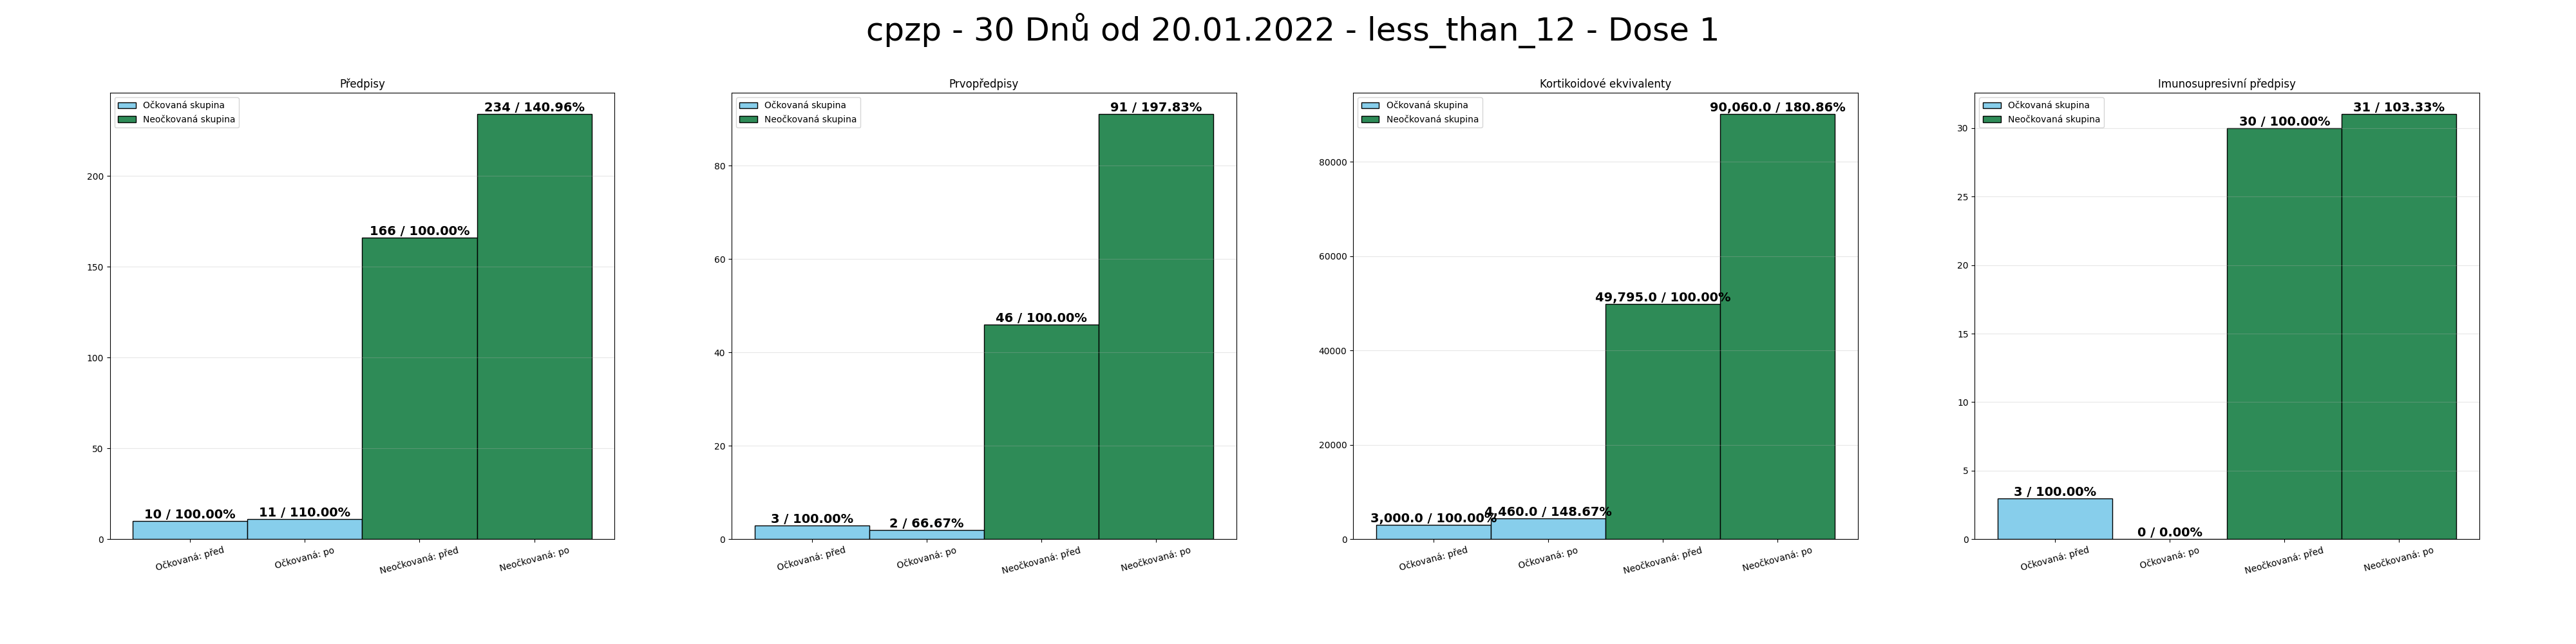 cpzp - 30 Dnů od 20.01.2022 - less_than_12 - Dose 1
Předpisy
Očkovaná skupina
Neočkovaná skupina
234 / 140.96%
166 / 100.00%
10 / 100.00%
11 / 110.00%
200
150
100
50
0
Očkovaná: před
Očkovaná: po
Neočkovaná: před
Neočkovaná: po
Prvopředpisy
Očkovaná skupina
Neočkovaná skupina
91 / 197.83%
46 / 100.00%
3 / 100.00%
2 / 66.67%
80
60
40
20
0
Očkovaná: před
Očkovaná: po
Neočkovaná: před
Neočkovaná: po
Kortikoidové ekvivalenty
Očkovaná skupina
Neočkovaná skupina
90,060.0 / 180.86%
49,795.0 / 100.00%
3,000.0 / 100.00%
4,460.0 / 148.67%
80000
60000
40000
20000
0
Očkovaná: před
Očkovaná: po
Neočkovaná: před
Neočkovaná: po
Imunosupresivní předpisy
Očkovaná skupina
Neočkovaná skupina
31 / 103.33%
30 / 100.00%
3 / 100.00%
0 / 0.00%
30
25
20
15
10
5
0
Očkovaná: před
Očkovaná: po
Neočkovaná: před
Neočkovaná: po